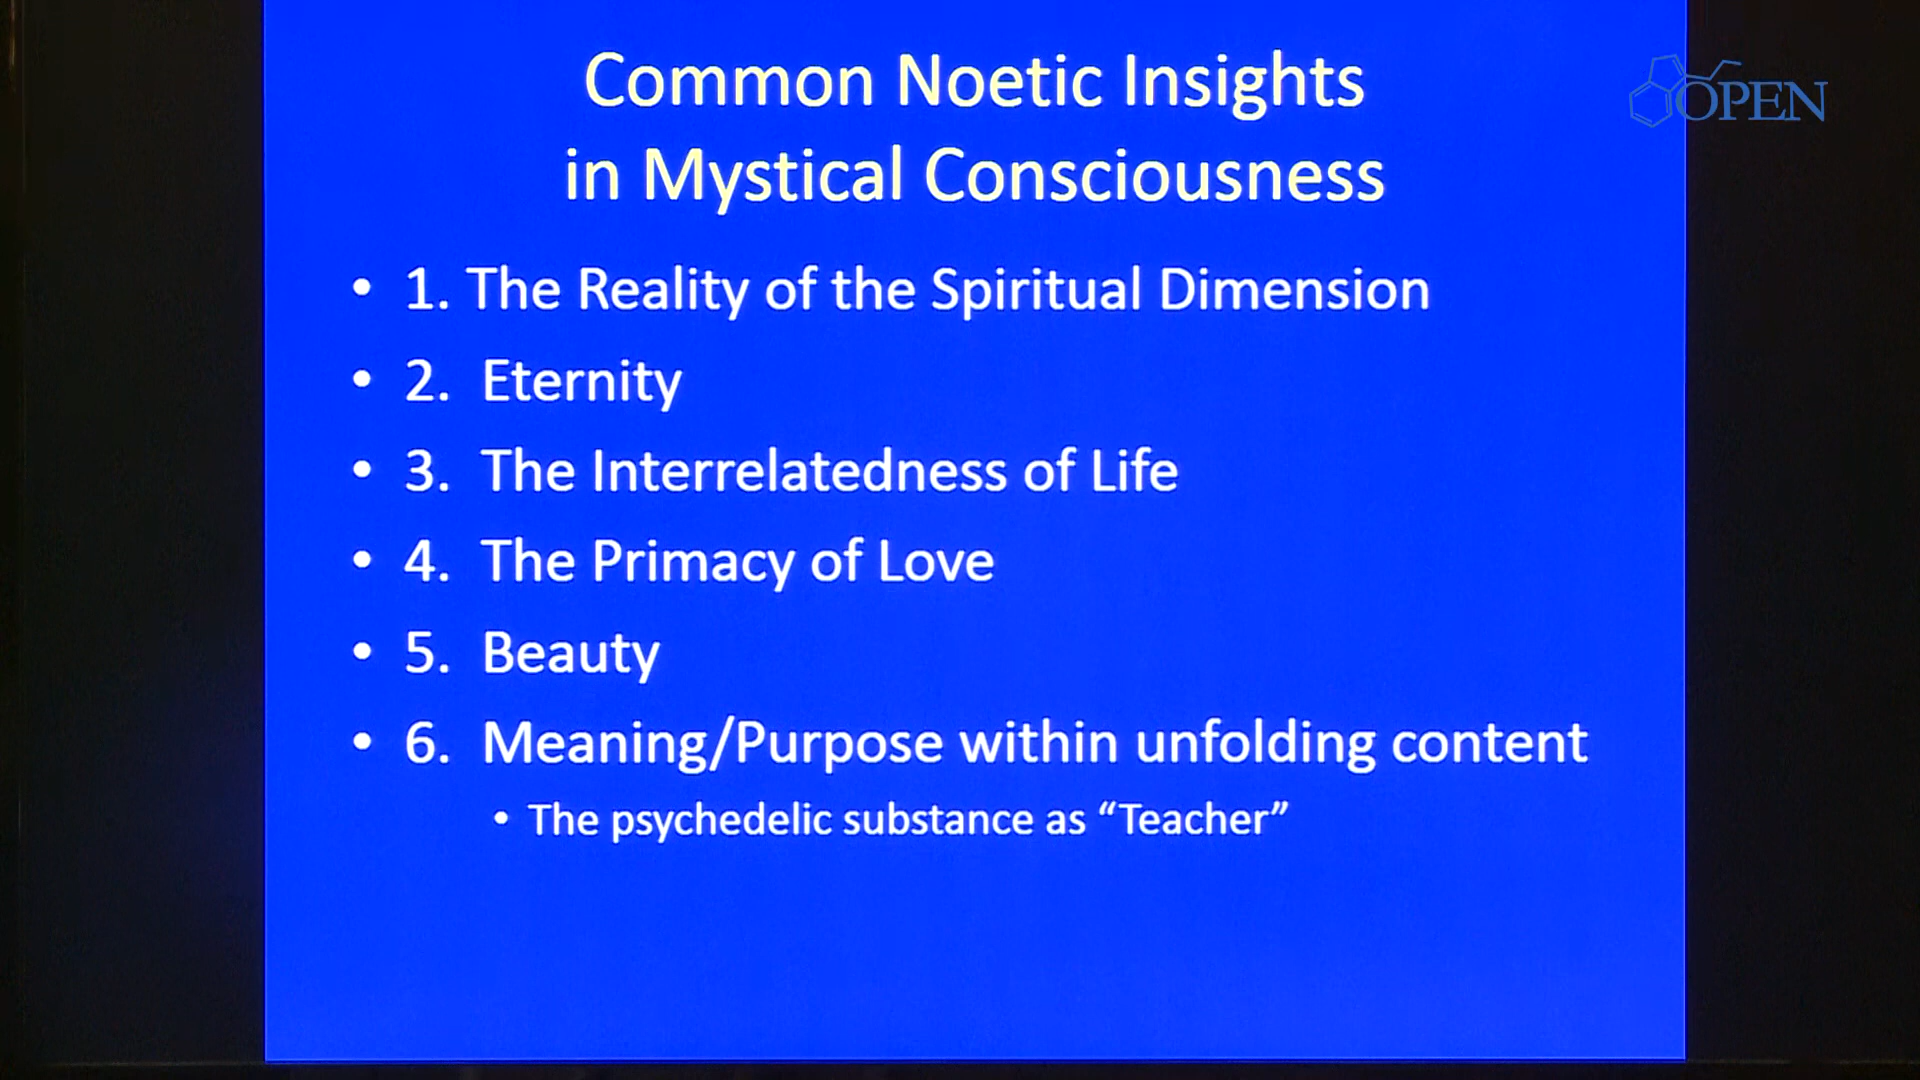 Common Noetic Insights
in Mystical Consciousness
OPEN
• 1. The Reality of the Spiritual Dimension
• 2. Eternity
• 3. The Interrelatedness of Life
• 4. The Primacy of Love
• 5. Beauty
• 6. Meaning/Purpose within unfolding content
• The psychedelic substance as “Teacher”